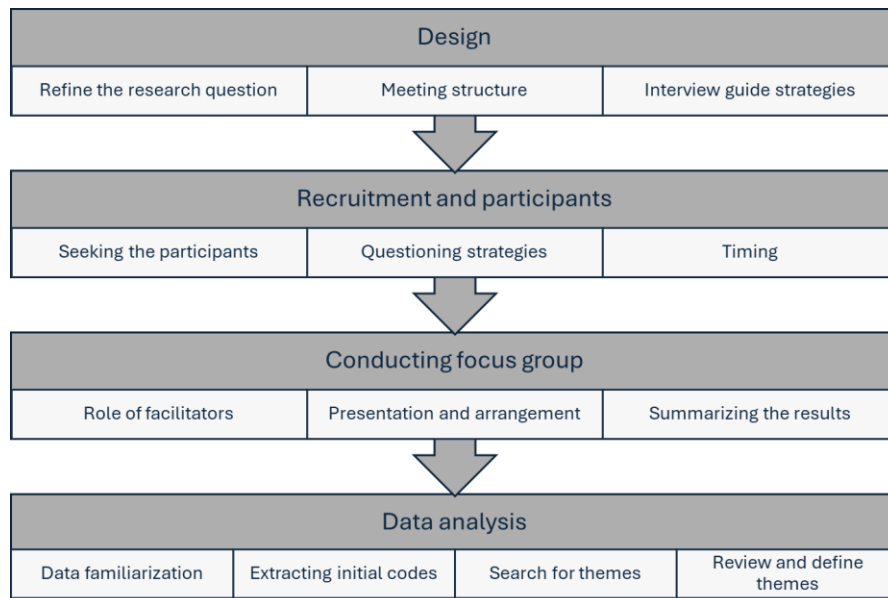 Design
Refine the research question
Meeting structure
Interview guide strategies
Recruitment and participants
Seeking the participants
Questioning strategies
Timing
Conducting focus group
Role of facilitators
Presentation and arrangement
Summarizing the results
Data analysis
Data familiarization
Extracting initial codes
Search for themes
Review and define
themes